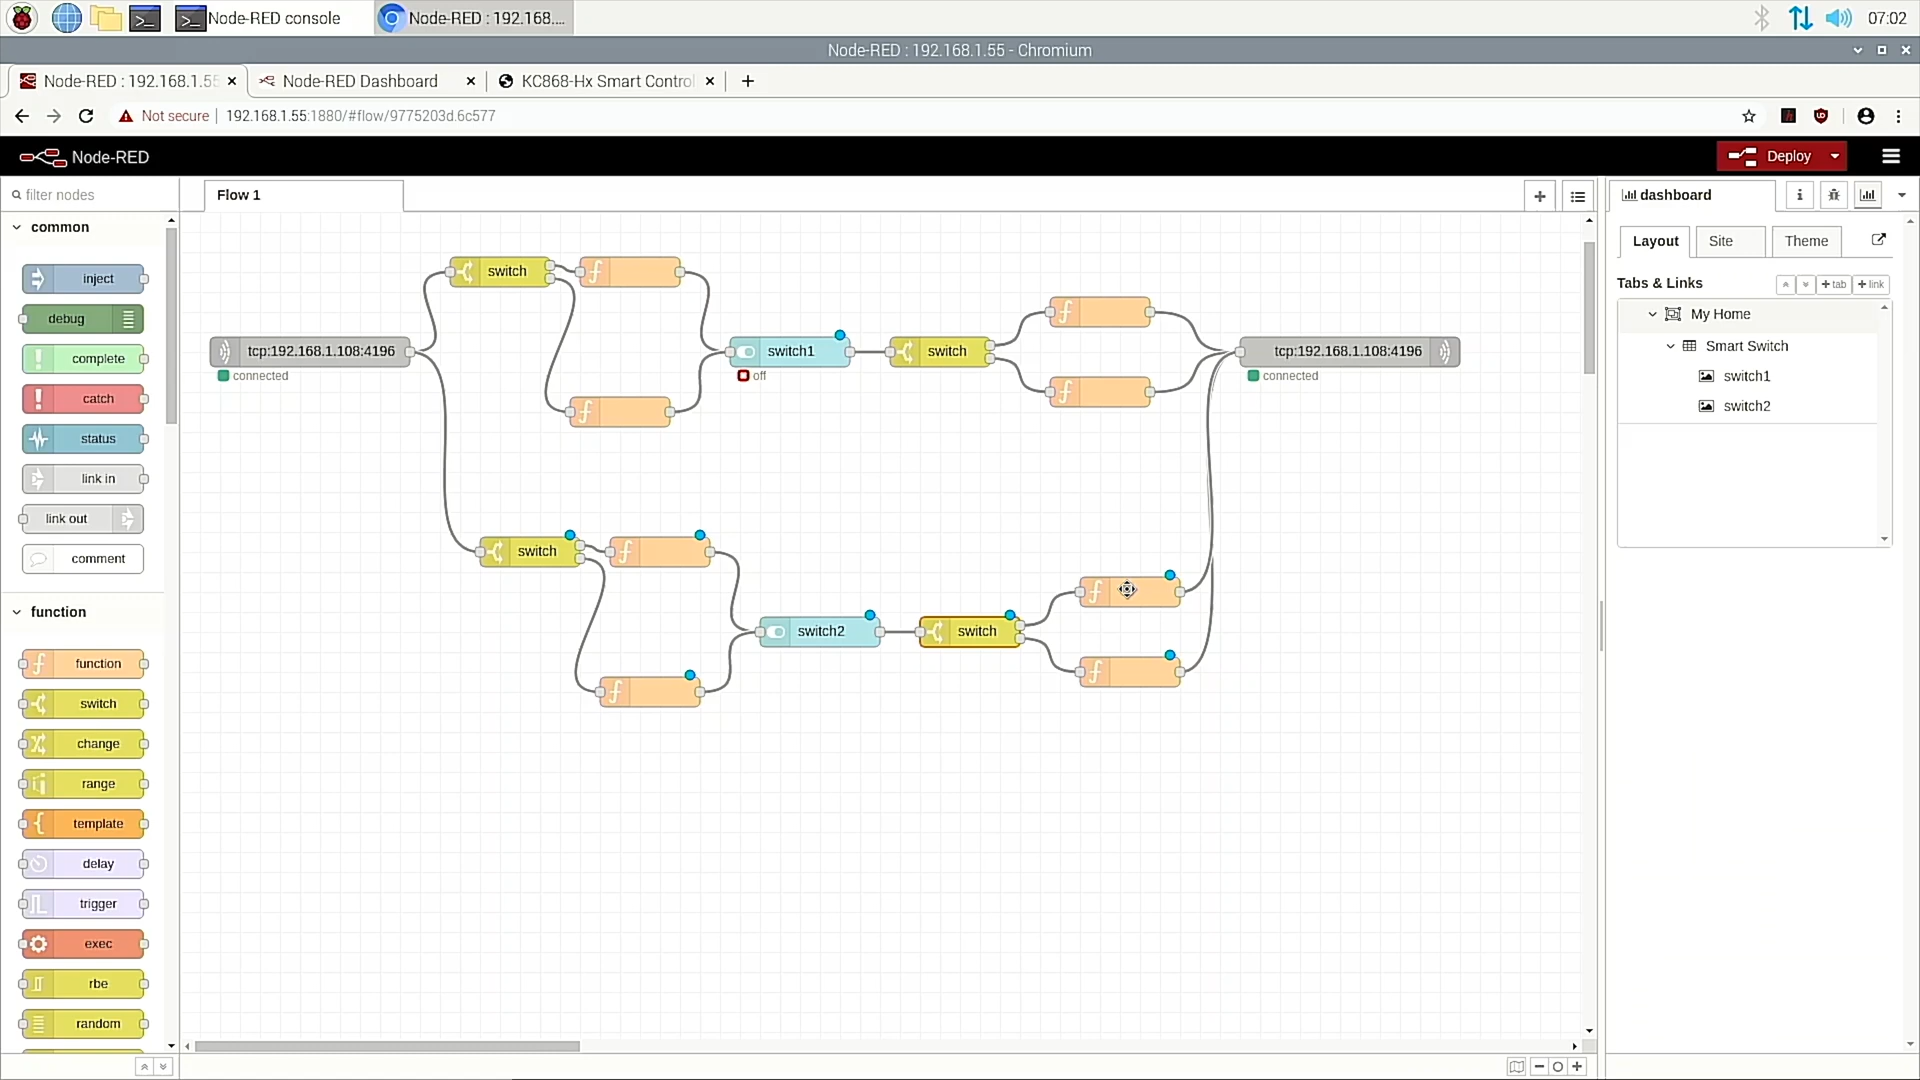 Node-RED console
Node-RED : 192.168....
07:02
Node-RED : 192.168.1.55 - Chromium
Node-RED : 192.168.1.55
Node-RED Dashboard
KC868-Hx Smart Control
Not secure
192.168.1.55:1880/#flow/9775203d.6c577
Node-RED
Deploy
filter nodes
Flow 1
dashboard
common
inject
debug
complete
catch
status
link in
link out
comment
function
function
switch
change
range
template
delay
trigger
exec
rbe
random
switch
tcp:192.168.1.108:4196
connected
switch1
off
switch
tcp:192.168.1.108:4196
connected
switch
switch2
switch
Layout
Site
Theme
Tabs & Links
tab
link
My Home
Smart Switch
switch1
switch2